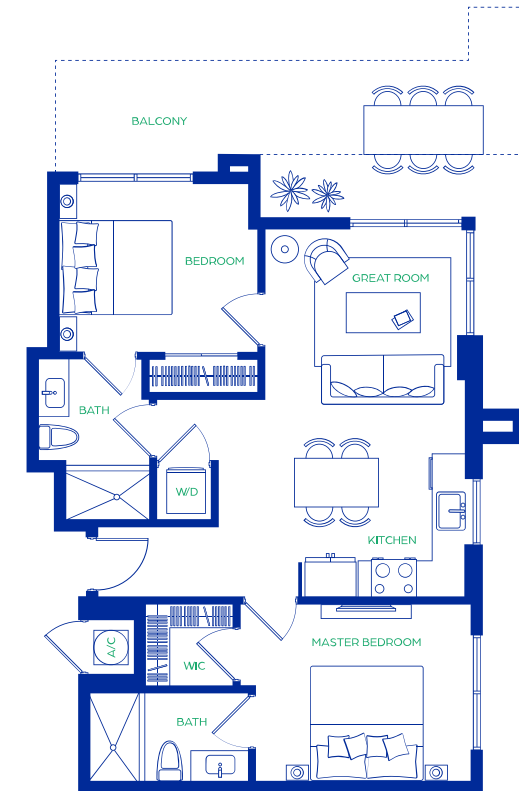 BALCONY
BEDROOM
GREAT ROOM
BATH
W/D
KITCHEN
A/C
WIC
MASTER BEDROOM
BATH